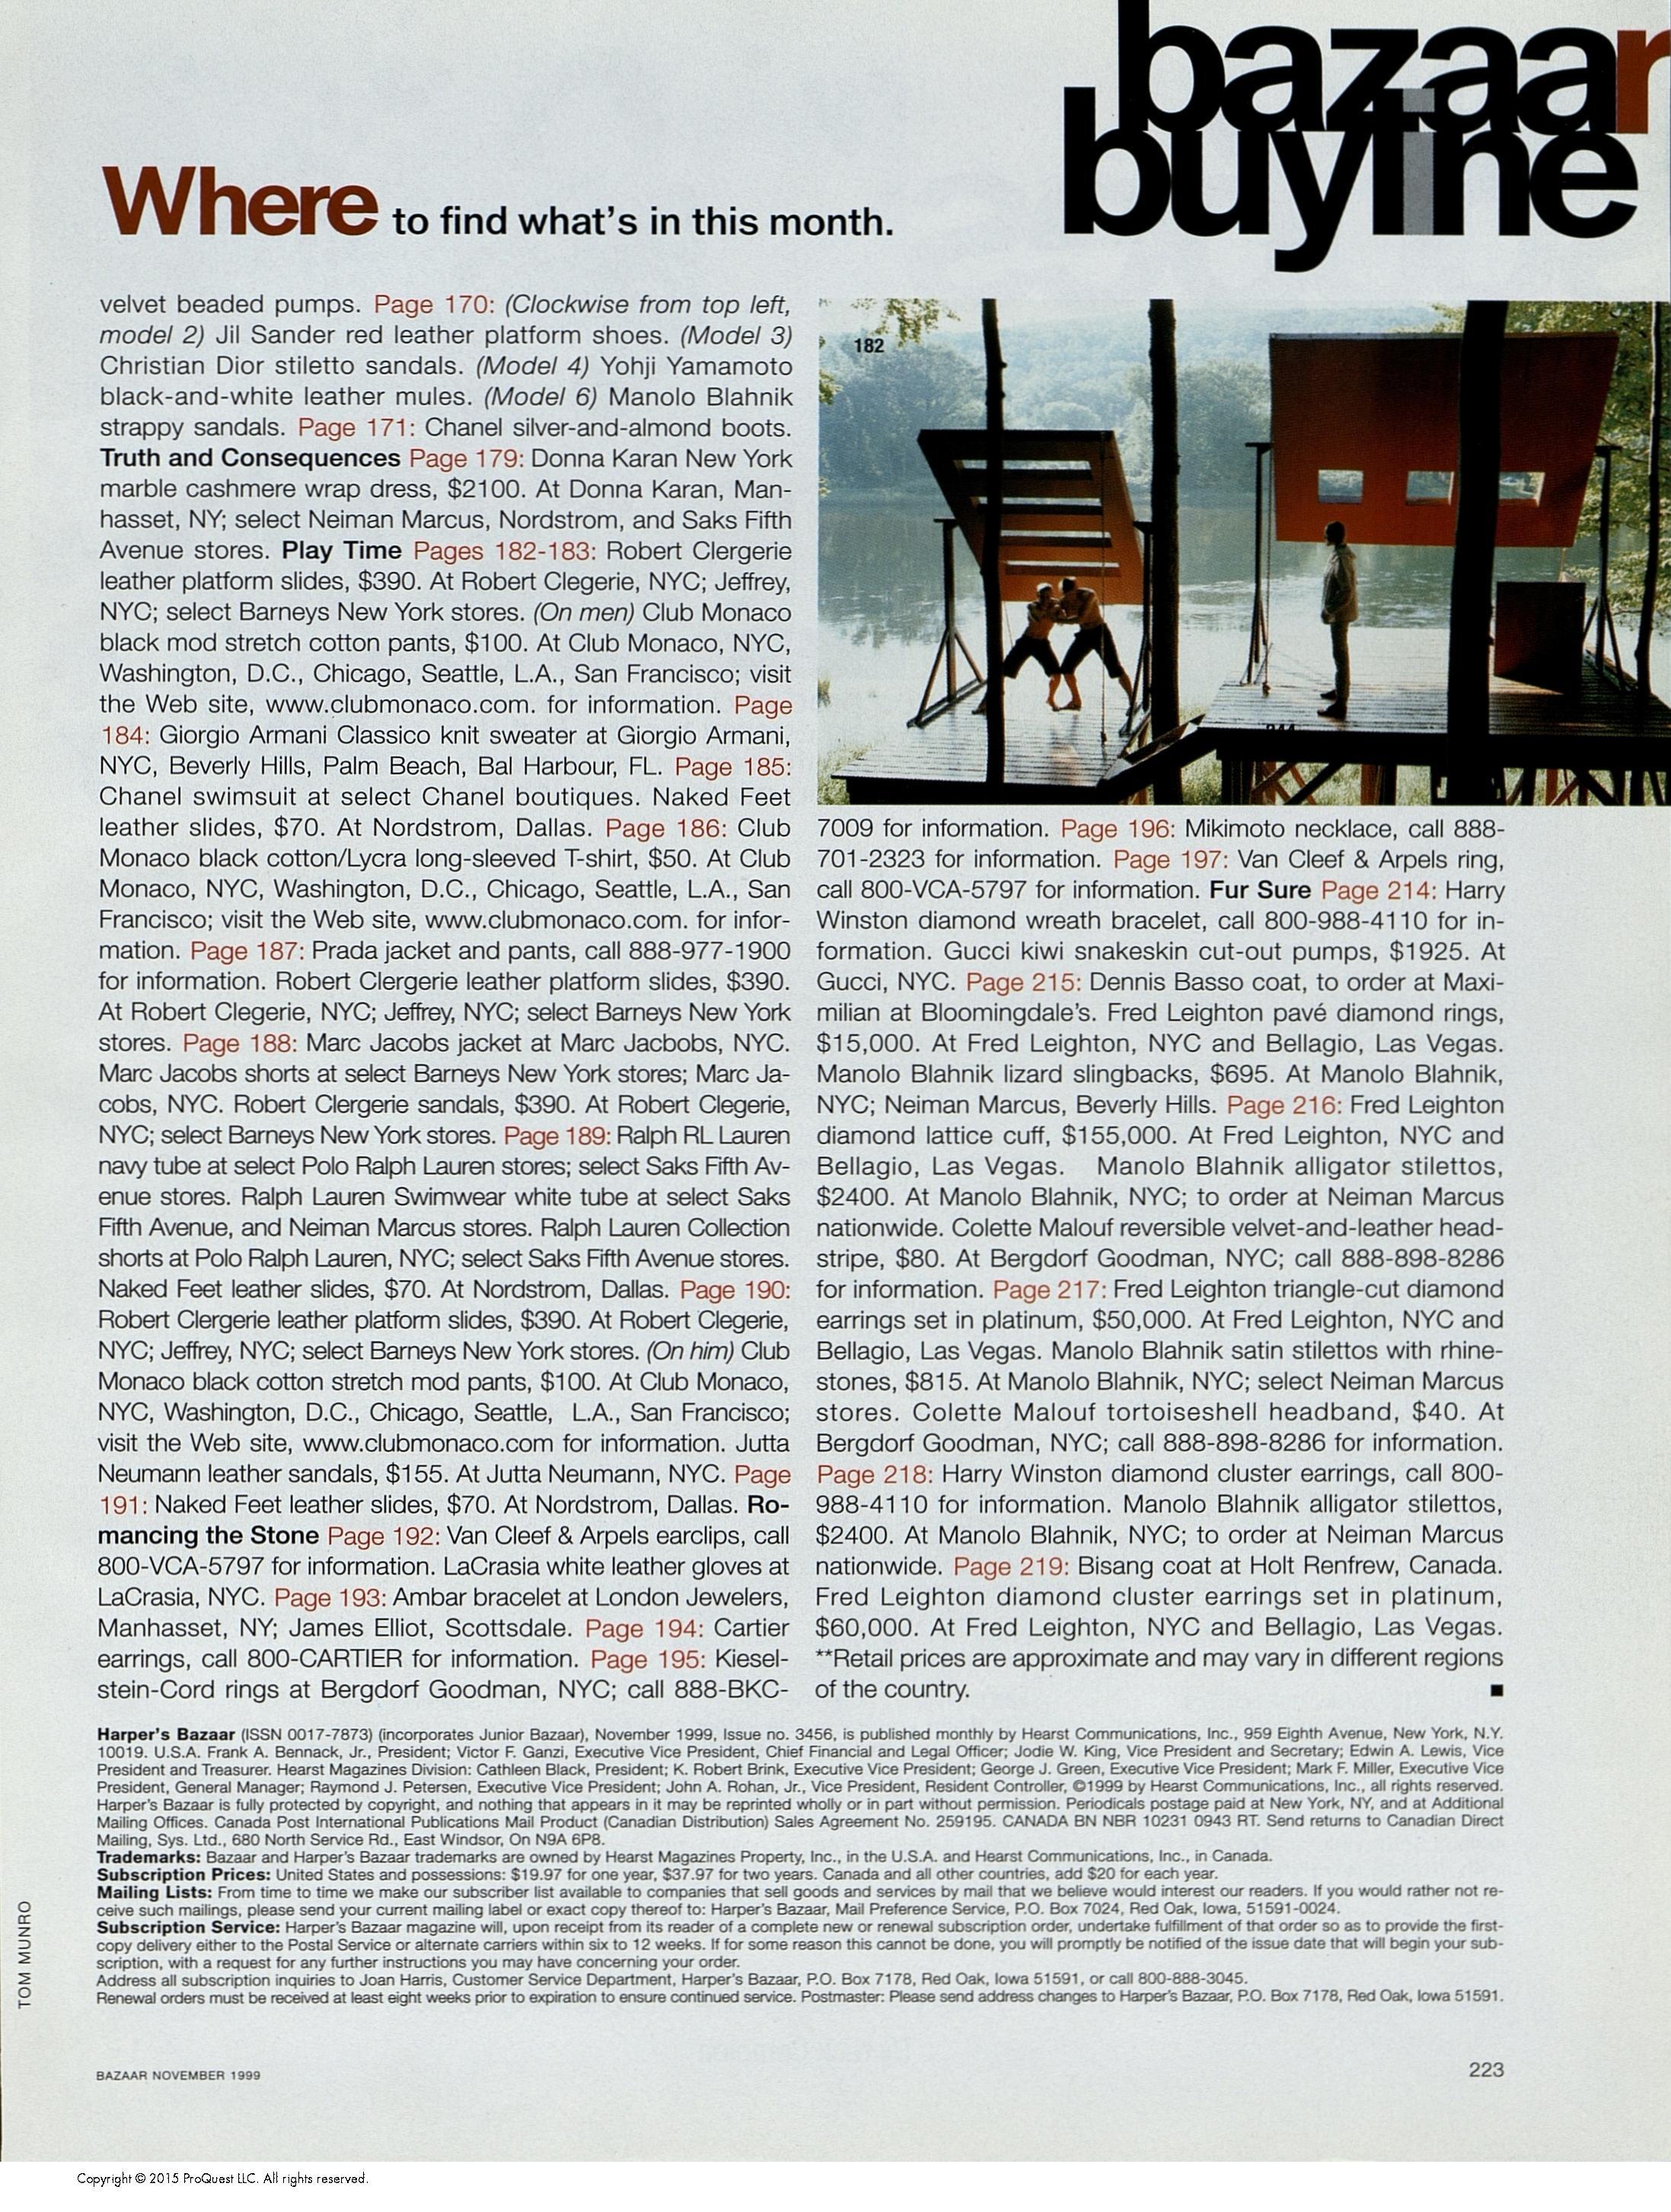 bazaar
buyline
Where to find what's in this month.
velvet beaded pumps. Page 170: (Clockwise from top left,
model 2) Jil Sander red leather platform shoes. (Model 3)
Christian Dior stiletto sandals. (Model 4) Yohji Yamamoto
black-and-white leather mules. (Model 6) Manolo Blahnik
strappy sandals. Page 171: Chanel silver-and-almond boots.
Truth and Consequences Page 179: Donna Karan New York
marble cashmere wrap dress, $2100. At Donna Karan, Man-
hasset, NY; select Neiman Marcus, Nordstrom, and Saks Fifth
Avenue stores. Play Time Pages 182-183: Robert Clergerie
leather platform slides, $390. At Robert Clegerie, NYC; Jeffrey,
NYC; select Barneys New York stores. (On men) Club Monaco
black mod stretch cotton pants, $100. At Club Monaco, NYC,
Washington, D.C., Chicago, Seattle, L.A., San Francisco; visit
the Web site, www.clubmonaco.com. for information. Page
184: Giorgio Armani Classico knit sweater at Giorgio Armani,
NYC, Beverly Hills, Palm Beach, Bal Harbour, FL. Page 185:
Chanel swimsuit at select Chanel boutiques. Naked Feet
leather slides, $70. At Nordstrom, Dallas. Page 186: Club
Monaco black cotton/Lycra long-sleeved T-shirt, $50. At Club
Monaco, NYC, Washington, D.C., Chicago, Seattle, L.A., San
Francisco; visit the Web site, www.clubmonaco.com. for infor-
mation. Page 187: Prada jacket and pants, call 888-977-1900
for information. Robert Clergerie leather platform slides, $390.
At Robert Clegerie, NYC; Jeffrey, NYC; select Barneys New York
stores. Page 188: Marc Jacobs jacket at Marc Jacbobs, NYC.
Marc Jacobs shorts at select Barneys New York stores; Marc Ja-
cobs, NYC. Robert Clergerie sandals, $390. At Robert Clegerie,
NYC; select Barneys New York stores. Page 189: Ralph RL Lauren
navy tube at select Polo Ralph Lauren stores; select Saks Fifth Av-
enue stores. Ralph Lauren Swimwear white tube at select Saks
Fifth Avenue, and Neiman Marcus stores. Ralph Lauren Collection
shorts at Polo Ralph Lauren, NYC; select Saks Fifth Avenue stores.
Naked Feet leather slides, $70. At Nordstrom, Dallas. Page 190:
Robert Clergerie leather platform slides, $390. At Robert Clegerie,
NYC; Jeffrey, NYC; select Barneys New York stores. (On him) Club
Monaco black cotton stretch mod pants, $100. At Club Monaco,
NYC, Washington, D.C., Chicago, Seattle, L.A., San Francisco;
visit the Web site, www.clubmonaco.com for information. Jutta
Neumann leather sandals, $155. At Jutta Neumann, NYC. Page
191: Naked Feet leather slides, $70. At Nordstrom, Dallas. Ro-
mancing the Stone Page 192: Van Cleef & Arpels earclips, call
800-VCA-5797 for information. LaCrasia white leather gloves at
LaCrasia, NYC. Page 193: Ambar bracelet at London Jewelers,
Manhasset, NY; James Elliot, Scottsdale. Page 194: Cartier
earrings, call 800-CARTIER for information. Page 195: Kiesel-
stein-Cord rings at Bergdorf Goodman, NYC; call 888-BKC-
182
7009 for information. Page 196: Mikimoto necklace, call 888-
701-2323 for information. Page 197: Van Cleef & Arpels ring,
call 800-VCA-5797 for information. Fur Sure Page 214: Harry
Winston diamond wreath bracelet, call 800-988-4110 for in-
formation. Gucci kiwi snakeskin cut-out pumps, $1925. At
Gucci, NYC. Page 215: Dennis Basso coat, to order at Maxi-
milian at Bloomingdale's. Fred Leighton pavé diamond rings,
$15,000. At Fred Leighton, NYC and Bellagio, Las Vegas.
Manolo Blahnik lizard slingbacks, $695. At Manolo Blahnik,
NYC; Neiman Marcus, Beverly Hills. Page 216: Fred Leighton
diamond lattice cuff, $155,000. At Fred Leighton, NYC and
Bellagio, Las Vegas. Manolo Blahnik alligator stilettos,
$2400. At Manolo Blahnik, NYC; to order at Neiman Marcus
nationwide. Colette Malouf reversible velvet-and-leather head-
stripe, $80. At Bergdorf Goodman, NYC; call 888-898-8286
for information. Page 217: Fred Leighton triangle-cut diamond
earrings set in platinum, $50,000. At Fred Leighton, NYC and
Bellagio, Las Vegas. Manolo Blahnik satin stilettos with rhine-
stones, $815. At Manolo Blahnik, NYC; select Neiman Marcus
stores. Colette Malouf tortoiseshell headband, $40. At
Bergdorf Goodman, NYC; call 888-898-8286 for information.
Page 218: Harry Winston diamond cluster earrings, call 800-
988-4110 for information. Manolo Blahnik alligator stilettos,
$2400. At Manolo Blahnik, NYC; to order at Neiman Marcus
nationwide. Page 219: Bisang coat at Holt Renfrew, Canada.
Fred Leighton diamond cluster earrings set in platinum,
$60,000. At Fred Leighton, NYC and Bellagio, Las Vegas.
**Retail prices are approximate and may vary in different regions
of the country. ■
Harper's Bazaar (ISSN 0017-7873) (incorporates Junior Bazaar), November 1999, Issue no. 3456, is published monthly by Hearst Communications, Inc., 959 Eighth Avenue, New York, N.Y.
10019. U.S.A. Frank A. Bennack, Jr., President; Victor F. Ganzi, Executive Vice President, Chief Financial and Legal Officer; Jodie W. King, Vice President and Secretary; Edwin A. Lewis, Vice
President and Treasurer. Hearst Magazines Division: Cathleen Black, President; K. Robert Brink, Executive Vice President; George J. Green, Executive Vice President; Mark F. Miller, Executive Vice
President, General Manager; Raymond J. Petersen, Executive Vice President; John A. Rohan, Jr., Vice President, Resident Controller, ©1999 by Hearst Communications, Inc., all rights reserved.
Harper's Bazaar is fully protected by copyright, and nothing that appears in it may be reprinted wholly or in part without permission. Periodicals postage paid at New York, NY, and at Additional
Mailing Offices. Canada Post International Publications Mail Product (Canadian Distribution) Sales Agreement No. 259195. CANADA BN NBR 10231 0943 RT. Send returns to Canadian Direct
Mailing, Sys. Ltd., 680 North Service Rd., East Windsor, On N9A 6P8.
Trademarks: Bazaar and Harper's Bazaar trademarks are owned by Hearst Magazines Property, Inc., in the U.S.A. and Hearst Communications, Inc., in Canada.
Subscription Prices: United States and possessions: $19.97 for one year, $37.97 for two years. Canada and all other countries, add $20 for each year.
Mailing Lists: From time to time we make our subscriber list available to companies that sell goods and services by mail that we believe would interest our readers. If you would rather not re-
ceive such mailings, please send your current mailing label or exact copy thereof to: Harper's Bazaar, Mail Preference Service, P.O. Box 7024, Red Oak, Iowa, 51591-0024.
Subscription Service: Harper's Bazaar magazine will, upon receipt from its reader of a complete new or renewal subscription order, undertake fulfillment of that order so as to provide the first-
copy delivery either to the Postal Service or alternate carriers within six to 12 weeks. If for some reason this cannot be done, you will promptly be notified of the issue date that will begin your sub-
scription, with a request for any further instructions you may have concerning your order.
Address all subscription inquiries to Joan Harris, Customer Service Department, Harper's Bazaar, P.O. Box 7178, Red Oak, Iowa 51591, or call 800-888-3045.
Renewal orders must be received at least eight weeks prior to expiration to ensure continued service. Postmaster: Please send address changes to Harper's Bazaar, P.O. Box 7178, Red Oak, Iowa 51591.
TOM MUNRO
BAZAAR NOVEMBER 1999
223
Copyright © 2015 ProQuest LLC. All rights reserved.